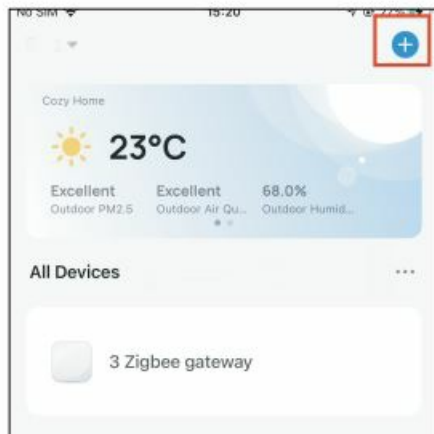 No SIM 15:20 77%
Cozy Home
23°C
Excellent Excellent 68.0%
Outdoor PM2.5 Outdoor Air Qu... Outdoor Humid...
All Devices
3 Zigbee gateway